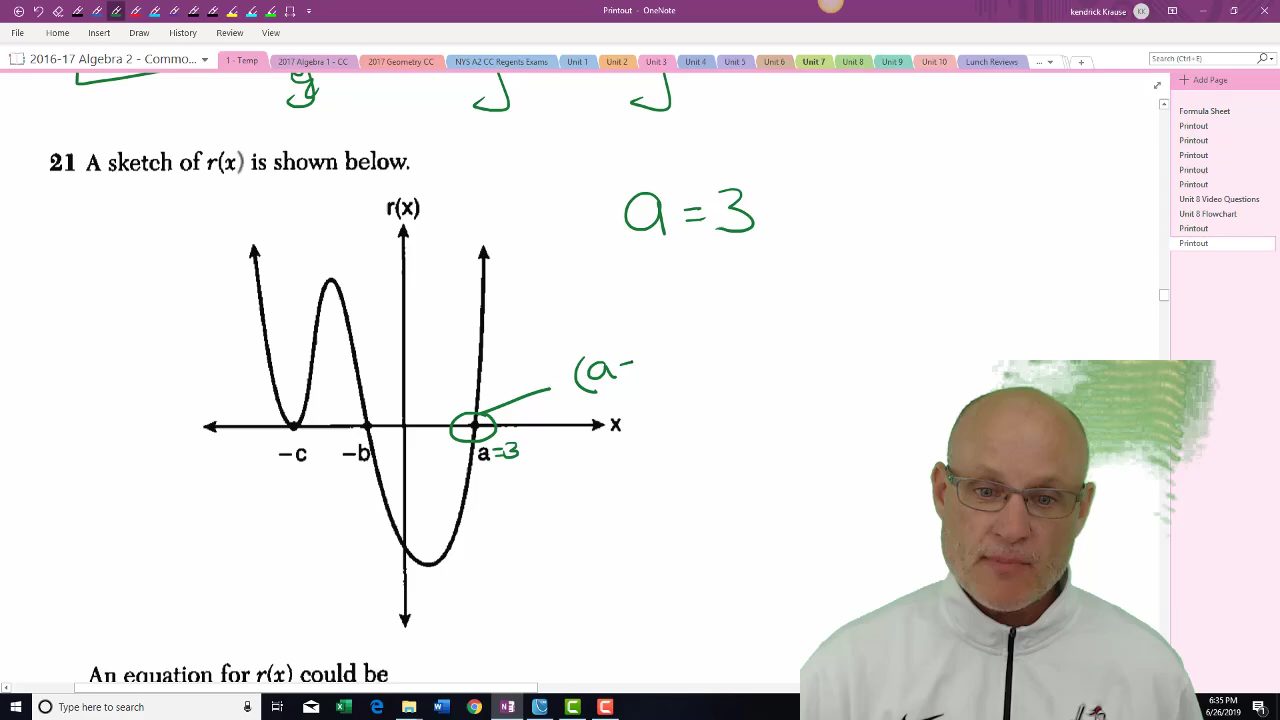 Printout - OneNote
kendrick Krause KK
File Home Insert Draw History Review View
2016-17 Algebra 2 - Commo... 1 - Temp 2017 Algebra 1 - CC 2017 Geometry CC NYS A2 CC Regents Exams Unit 1 Unit 2 Unit 3 Unit 4 Unit 5 Unit 6 Unit 7 Unit 8 Unit 9 Unit 10 Lunch Reviews ... + Search (Ctrl+E)
+ Add Page
Formula Sheet
Printout
Printout
Printout
Printout
Printout
Unit 8 Video Questions
Unit 8 Flowchart
Printout
Printout
21 A sketch of r(x) is shown below.
r(x)
a = 3
(a -
x
-c -b a =3
An equation for r(x) could be
Type here to search
6:35 PM
6/26/2019